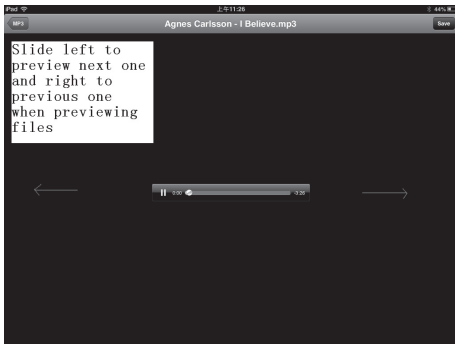 iPad 上午11:26 44%
MP3 Agnes Carlsson - I Believe.mp3 Save
Slide left to
preview next one
and right to
previous one
when previewing
files
0:00 -3:26